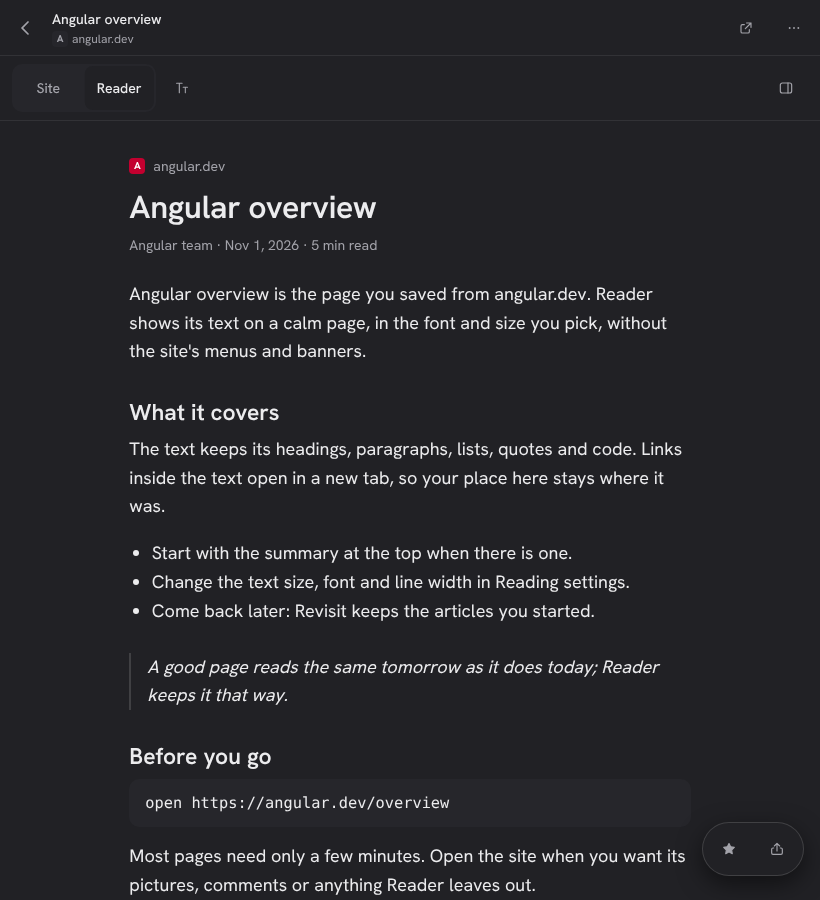 Angular overview
A angular.dev
Site
Reader
TT
A angular.dev
Angular overview
Angular team · Nov 1, 2026 · 5 min read
Angular overview is the page you saved from angular.dev. Reader
shows its text on a calm page, in the font and size you pick, without
the site's menus and banners.
What it covers
The text keeps its headings, paragraphs, lists, quotes and code. Links
inside the text open in a new tab, so your place here stays where it
was.
• Start with the summary at the top when there is one.
• Change the text size, font and line width in Reading settings.
• Come back later: Revisit keeps the articles you started.
A good page reads the same tomorrow as it does today; Reader
keeps it that way.
Before you go
open https://angular.dev/overview
Most pages need only a few minutes. Open the site when you want its
pictures, comments or anything Reader leaves out.